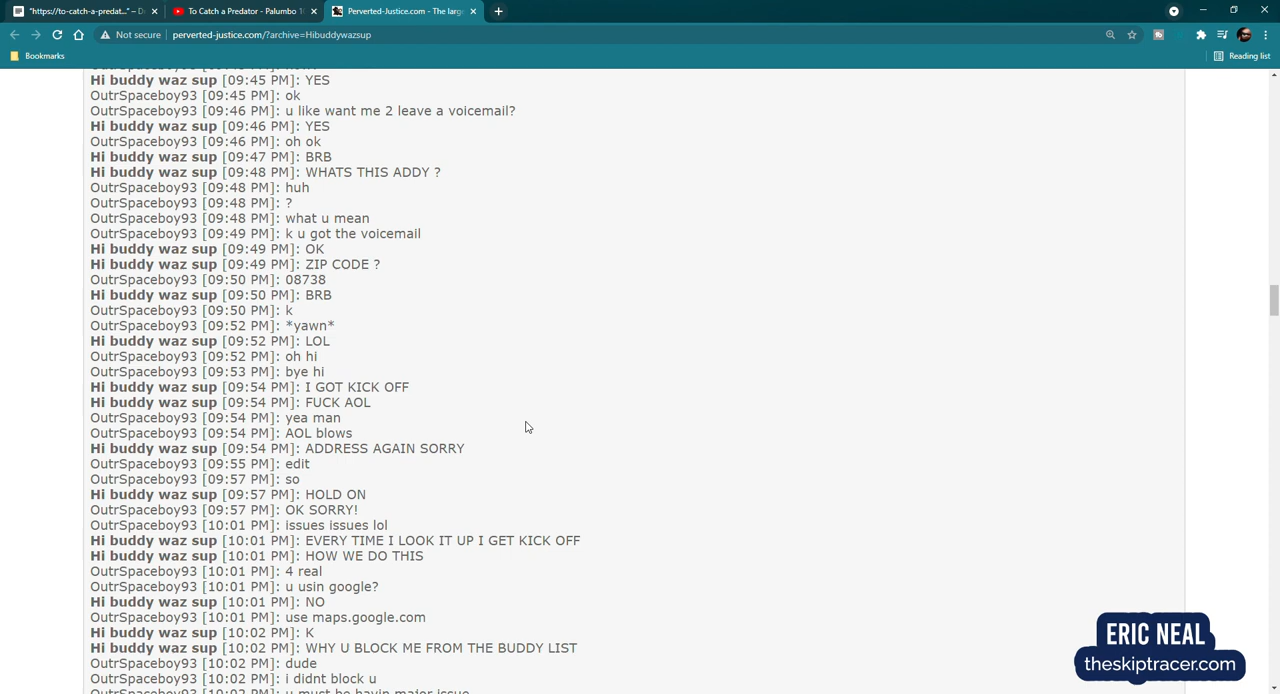 "https://to-catch-a-predat..." – D
To Catch a Predator - Palumbo 1
Perverted-Justice.com - The larg
Not secure
perverted-justice.com/?archive=Hibuddywazsup
Bookmarks
Reading list
Hi buddy waz sup [09:45 PM]: YES
OutrSpaceboy93 [09:45 PM]: ok
OutrSpaceboy93 [09:46 PM]: u like want me 2 leave a voicemail?
Hi buddy waz sup [09:46 PM]: YES
OutrSpaceboy93 [09:46 PM]: oh ok
Hi buddy waz sup [09:47 PM]: BRB
Hi buddy waz sup [09:48 PM]: WHATS THIS ADDY ?
OutrSpaceboy93 [09:48 PM]: huh
OutrSpaceboy93 [09:48 PM]: ?
OutrSpaceboy93 [09:48 PM]: what u mean
OutrSpaceboy93 [09:49 PM]: k u got the voicemail
Hi buddy waz sup [09:49 PM]: OK
Hi buddy waz sup [09:49 PM]: ZIP CODE ?
OutrSpaceboy93 [09:50 PM]: 08738
Hi buddy waz sup [09:50 PM]: BRB
OutrSpaceboy93 [09:50 PM]: k
OutrSpaceboy93 [09:52 PM]: *yawn*
Hi buddy waz sup [09:52 PM]: LOL
OutrSpaceboy93 [09:52 PM]: oh hi
OutrSpaceboy93 [09:53 PM]: bye hi
Hi buddy waz sup [09:54 PM]: I GOT KICK OFF
Hi buddy waz sup [09:54 PM]: FUCK AOL
OutrSpaceboy93 [09:54 PM]: yea man
OutrSpaceboy93 [09:54 PM]: AOL blows
Hi buddy waz sup [09:54 PM]: ADDRESS AGAIN SORRY
OutrSpaceboy93 [09:55 PM]: edit
OutrSpaceboy93 [09:57 PM]: so
Hi buddy waz sup [09:57 PM]: HOLD ON
OutrSpaceboy93 [09:57 PM]: OK SORRY!
OutrSpaceboy93 [10:01 PM]: issues issues lol
Hi buddy waz sup [10:01 PM]: EVERY TIME I LOOK IT UP I GET KICK OFF
Hi buddy waz sup [10:01 PM]: HOW WE DO THIS
OutrSpaceboy93 [10:01 PM]: 4 real
OutrSpaceboy93 [10:01 PM]: u usin google?
Hi buddy waz sup [10:01 PM]: NO
OutrSpaceboy93 [10:01 PM]: use maps.google.com
Hi buddy waz sup [10:02 PM]: K
Hi buddy waz sup [10:02 PM]: WHY U BLOCK ME FROM THE BUDDY LIST
OutrSpaceboy93 [10:02 PM]: dude
OutrSpaceboy93 [10:02 PM]: i didnt block u
OutrSpaceboy93 [10:02 PM]: u must be havin major issue
ERIC NEAL
theskiptracer.com